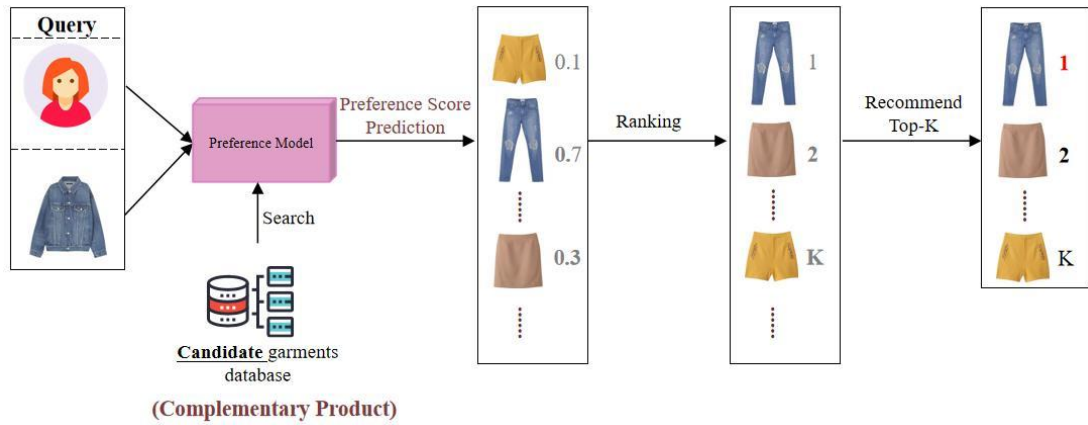 Query
Preference Model
Search
Candidate garments
database
(Complementary Product)
Preference Score
Prediction
0.1
0.7
0.3
Ranking
1
2
K
Recommend
Top-K
1
2
K